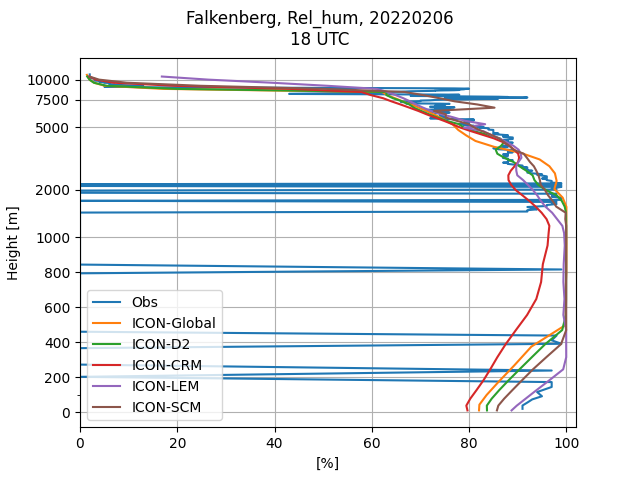 Falkenberg, Rel_hum, 20220206
18 UTC
Height [m]
10000
7500
5000
2000
1000
800
600
400
200
0
Obs
ICON-Global
ICON-D2
ICON-CRM
ICON-LEM
ICON-SCM
0
20
40
60
80
100
[%]